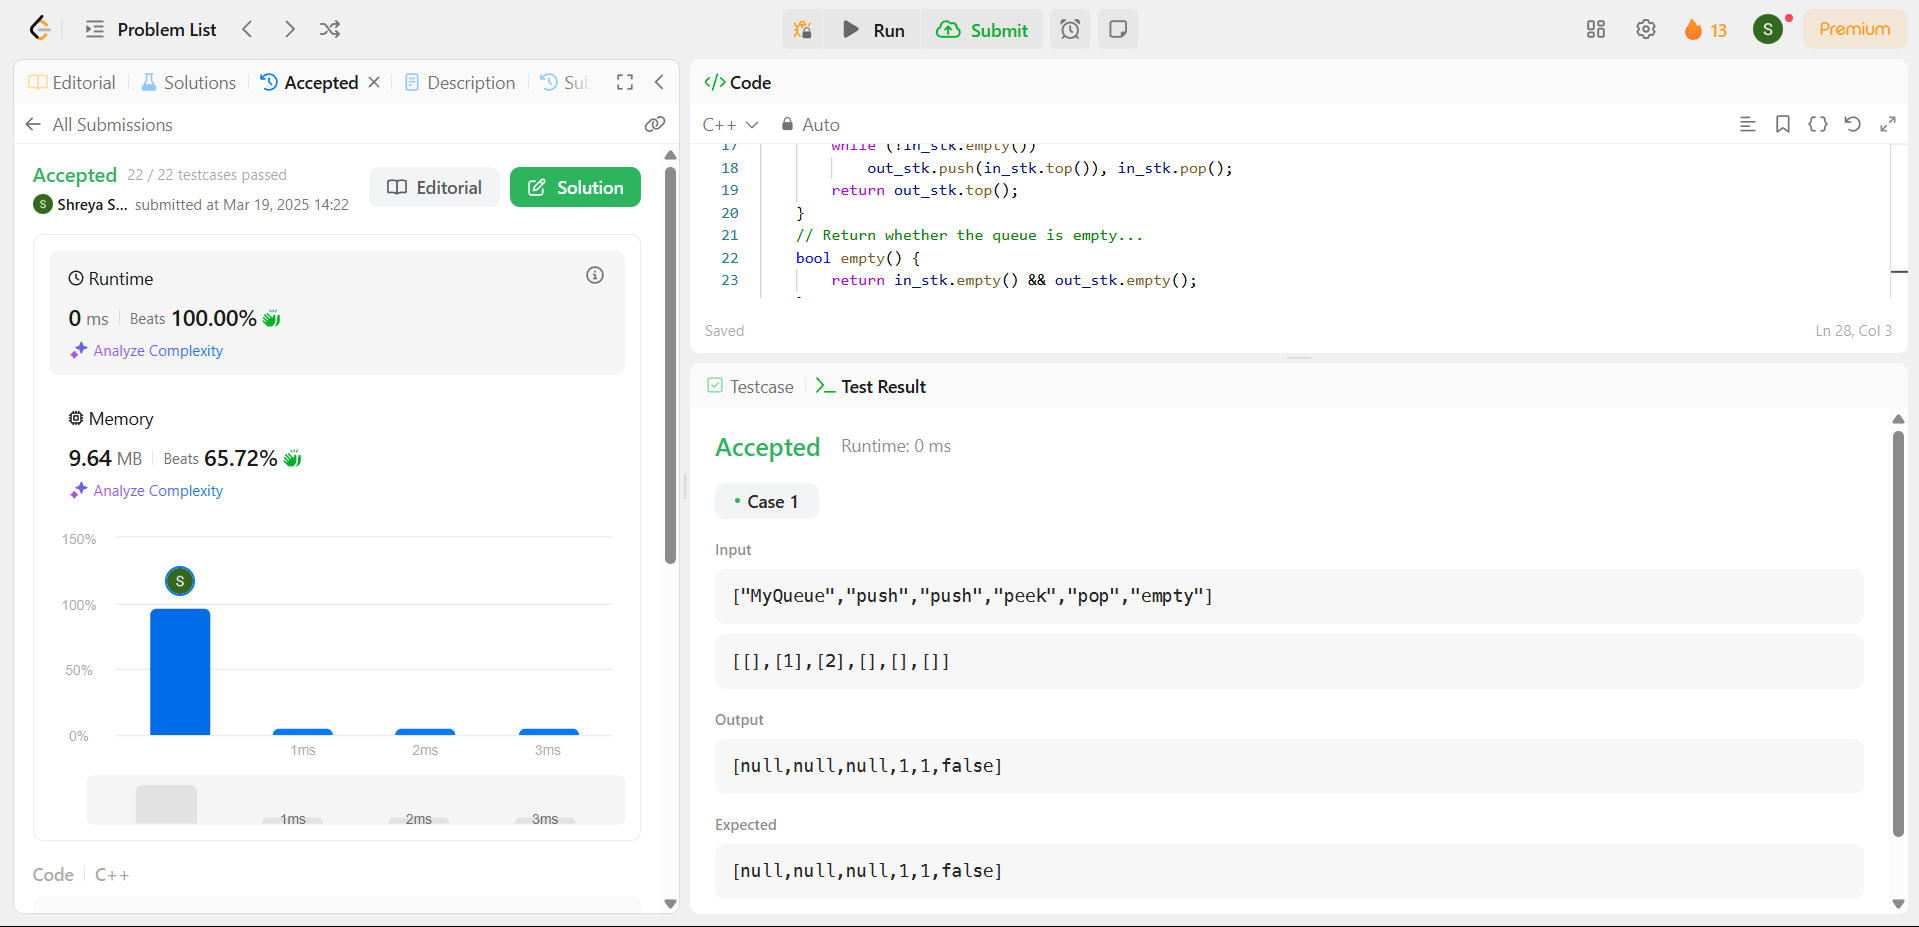 Problem List
Run
Submit
13
S
Premium
Editorial
Solutions
Accepted
Description
Sub
All Submissions
Accepted 22 / 22 testcases passed
S Shreya S... submitted at Mar 19, 2025 14:22
Editorial
Solution
Runtime
0 ms Beats 100.00%
Analyze Complexity
Memory
9.64 MB Beats 65.72%
Analyze Complexity
150%
S
100%
50%
0%
1ms 2ms 3ms
1ms 2ms 3ms
Code C++
Code
C++ Auto
17 while (!in_stk.empty())
18 out_stk.push(in_stk.top()), in_stk.pop();
19 return out_stk.top();
20 }
21 // Return whether the queue is empty...
22 bool empty() {
23 return in_stk.empty() && out_stk.empty();
Saved
Ln 28, Col 3
Testcase
Test Result
Accepted Runtime: 0 ms
• Case 1
Input
["MyQueue","push","push","peek","pop","empty"]
[[],[1],[2],[],[],[]]
Output
[null,null,null,1,1,false]
Expected
[null,null,null,1,1,false]